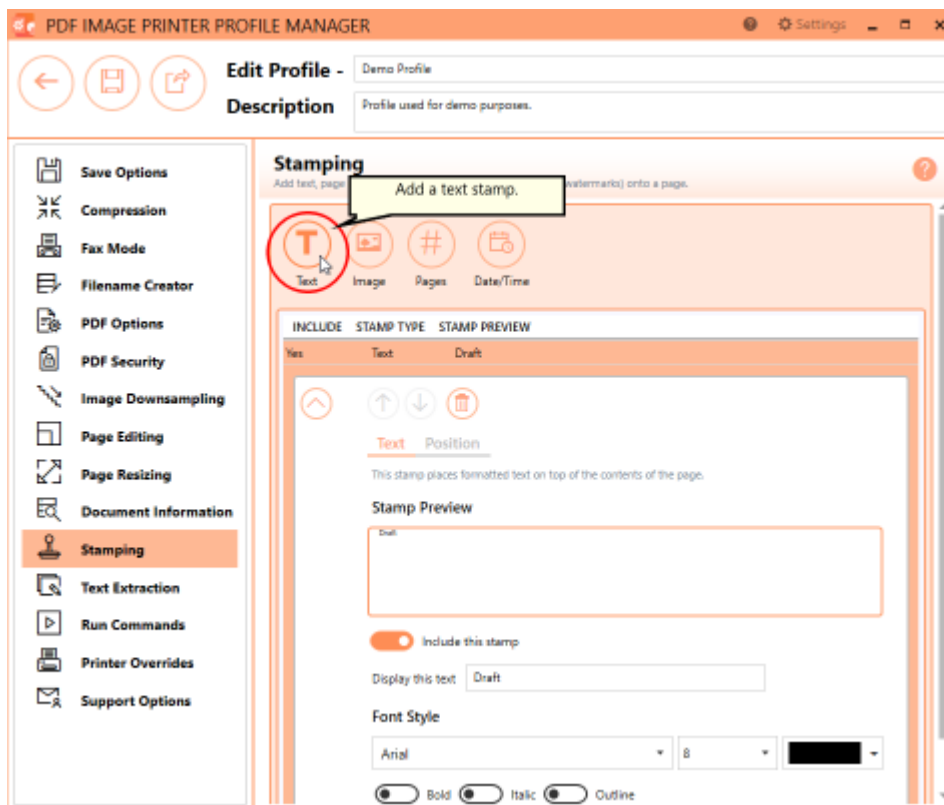 PDF IMAGE PRINTER PROFILE MANAGER
Settings
Edit Profile - Demo Profile
Description Profile used for demo purposes.
Save Options
Compression
Fax Mode
Filename Creator
PDF Options
PDF Security
Image Downsampling
Page Editing
Page Resizing
Document Information
Stamping
Text Extraction
Run Commands
Printer Overrides
Support Options
Stamping
Add text, page watermarks) onto a page.
Add a text stamp.
Text Image Pages Date/Time
INCLUDE STAMP TYPE STAMP PREVIEW
Yes Text Draft
Text Position
This stamp places formatted text on top of the contents of the page.
Stamp Preview
Draft
Include this stamp
Display this text Draft
Font Style
Arial 8
Bold Italic Outline